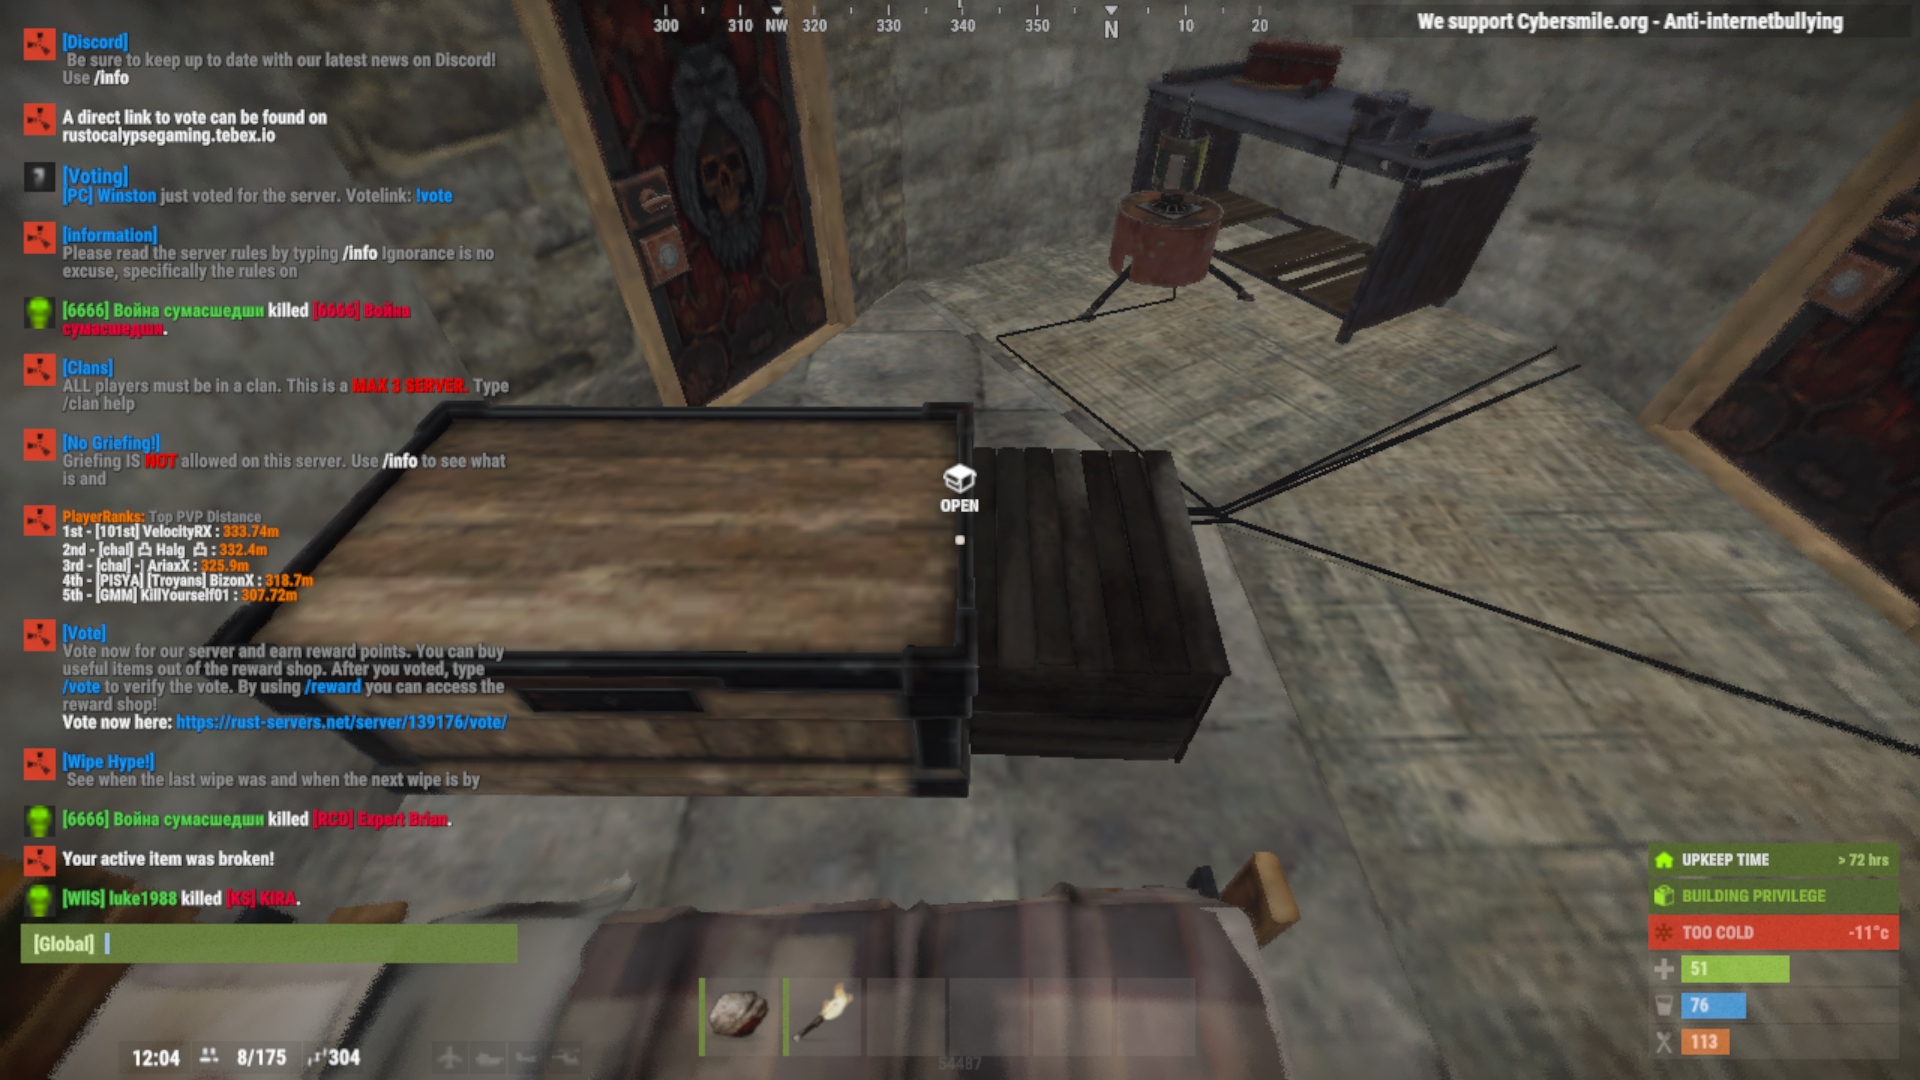 300 310 NW 320 330 340 350 N 10 20
We support Cybersmile.org - Anti-internetbullying
[Discord]
Be sure to keep up to date with our latest news on Discord!
Use /info
A direct link to vote can be found on
rustocalypsegaming.tebex.io
[Voting]
[PC] Winston just voted for the server. Votelink: !vote
[information]
Please read the server rules by typing /info Ignorance is no
excuse, specifically the rules on
[6666] Война сумасшедши killed [6666] Война
сумасшедши.
[Clans]
ALL players must be in a clan. This is a MAX 3 SERVER. Type
/clan help
[No Griefing!]
Griefing IS NOT allowed on this server. Use /info to see what
is and
PlayerRanks: Top PVP Distance
1st - [101st] VelocityRX : 333.74m
2nd - [chal] 凸 Halg 凸 : 332.4m
3rd - [chal] -| AriaxX : 325.9m
4th - [PISYA] [Troyans] BizonX : 318.7m
5th - [GMM] KillYourself01 : 307.72m
[Vote]
Vote now for our server and earn reward points. You can buy
useful items out of the reward shop. After you voted, type
/vote to verify the vote. By using /reward you can access the
reward shop!
Vote now here: https://rust-servers.net/server/139176/vote/
[Wipe Hype!]
See when the last wipe was and when the next wipe is by
[6666] Война сумасшедши killed [RCD] Expert Brian.
Your active item was broken!
[WIIS] luke1988 killed [KS] KIRA.
[Global]
OPEN
UPKEEP TIME > 72 hrs
BUILDING PRIVILEGE
TOO COLD -11°c
51
76
113
12:04 8/175 304
54487